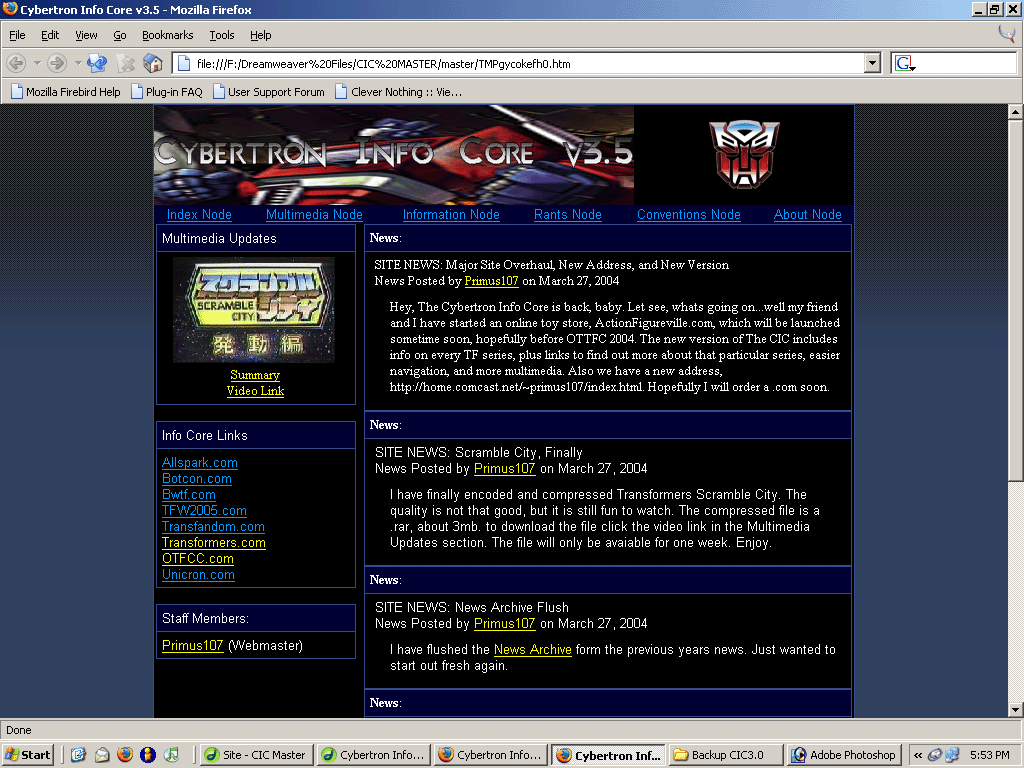 Cybertron Info Core v3.5 - Mozilla Firefox
File Edit View Go Bookmarks Tools Help
file:///F:/Dreamweaver%20Files/CIC%20MASTER/master/TMPgycokefh0.htm
G
Mozilla Firebird Help Plug-in FAQ User Support Forum Clever Nothing :: Vie...
Cybertron Info Core v3.5
Index Node Multimedia Node Information Node Rants Node Conventions Node About Node
Multimedia Updates
スクランブル
シティ
SCRAMBLE
CITY
発動編
Summary
Video Link
Info Core Links
Allspark.com
Botcon.com
Bwtf.com
TFW2005.com
Transfandom.com
Transformers.com
OTFCC.com
Unicron.com
Staff Members:
Primus107 (Webmaster)
News:
SITE NEWS: Major Site Overhaul, New Address, and New Version
News Posted by Primus107 on March 27, 2004
Hey, The Cybertron Info Core is back, baby. Let see, whats going on...well my friend
and I have started an online toy store, ActionFigureville.com, which will be launched
sometime soon, hopefully before OTTFC 2004. The new version of The CIC includes
info on every TF series, plus links to find out more about that particular series, easier
navigation, and more multimedia. Also we have a new address,
http://home.comcast.net/~primus107/index.html. Hopefully I will order a .com soon.
News:
SITE NEWS: Scramble City, Finally
News Posted by Primus107 on March 27, 2004
I have finally encoded and compressed Transformers Scramble City. The
quality is not that good, but it is still fun to watch. The compressed file is a
.rar, about 3mb. to download the file click the video link in the Multimedia
Updates section. The file will only be avaiable for one week. Enjoy.
News:
SITE NEWS: News Archive Flush
News Posted by Primus107 on March 27, 2004
I have flushed the News Archive form the previous years news. Just wanted to
start out fresh again.
News:
Done
Start Site - CIC Master Cybertron Info... Cybertron Info... Cybertron Inf... Backup CIC3.0 Adobe Photoshop « 5:53 PM